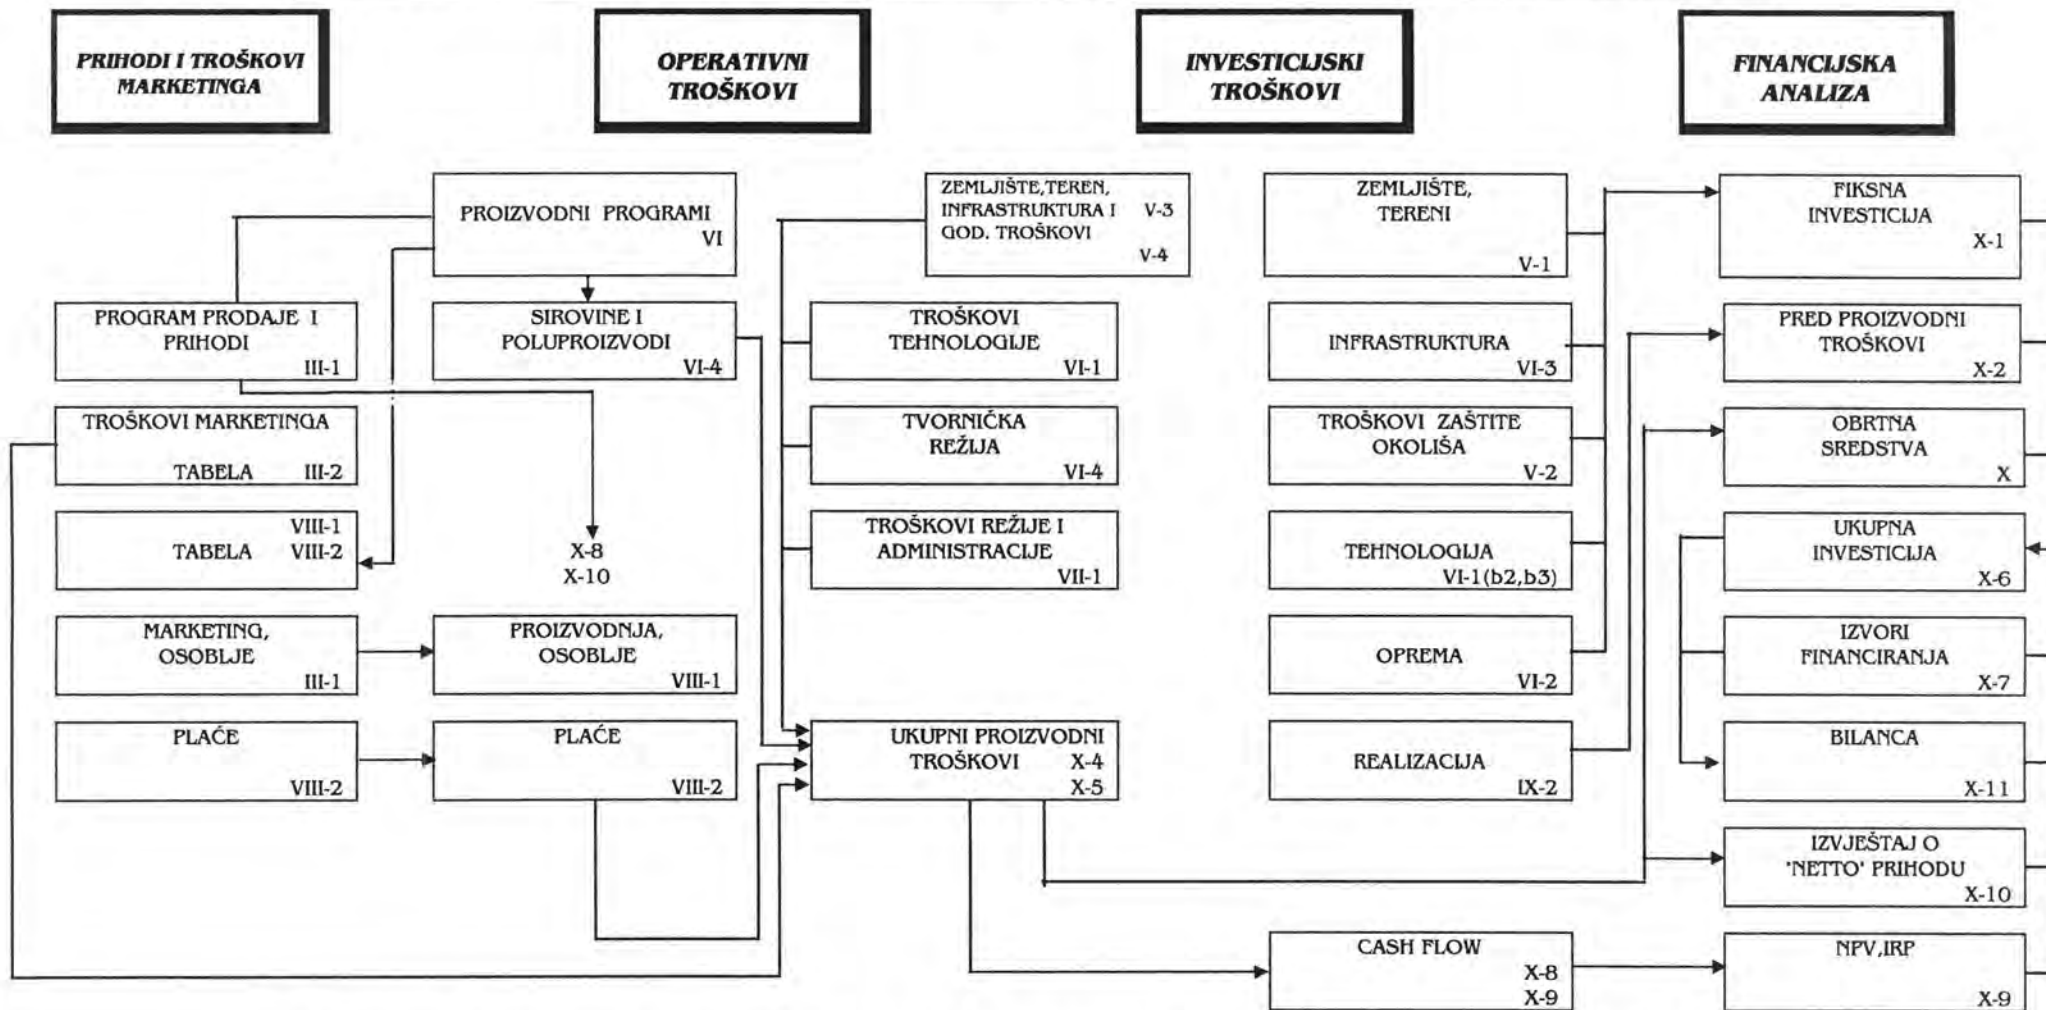 PRIHODI I TROŠKOVI
MARKETINGA
OPERATIVNI
TROŠKOVI
INVESTICIJSKI
TROŠKOVI
FINANCIJSKA
ANALIZA
PROIZVODNI PROGRAMI
VI
ZEMLJIŠTE,TEREN,
INFRASTRUKTURA I V-3
GOD. TROŠKOVI
V-4
ZEMLJIŠTE,
TERENI
V-1
FIKSNA
INVESTICIJA
X-1
PROGRAM PRODAJE I
PRIHODI
III-1
SIROVINE I
POLUPROIZVODI
VI-4
TROŠKOVI
TEHNOLOGIJE
VI-1
INFRASTRUKTURA
VI-3
PRED PROIZVODNI
TROŠKOVI
X-2
TROŠKOVI MARKETINGA
TABELA III-2
TVORNIČKA
REŽIJA
VI-4
TROŠKOVI ZAŠTITE
OKOLIŠA
V-2
OBRTNA
SREDSTVA
X
VIII-1
TABELA VIII-2
X-8
X-10
TROŠKOVI REŽIJE I
ADMINISTRACIJE
VII-1
TEHNOLOGIJA
VI-1(b2,b3)
UKUPNA
INVESTICIJA
X-6
MARKETING,
OSOBLJE
III-1
PROIZVODNJA,
OSOBLJE
VIII-1
OPREMA
VI-2
IZVORI
FINANCIRANJA
X-7
PLAĆE
VIII-2
PLAĆE
VIII-2
UKUPNI PROIZVODNI
TROŠKOVI X-4
X-5
REALIZACIJA
IX-2
BILANCA
X-11
IZVJEŠTAJ O
'NETTO' PRIHODU
X-10
CASH FLOW
X-8
X-9
NPV,IRP
X-9